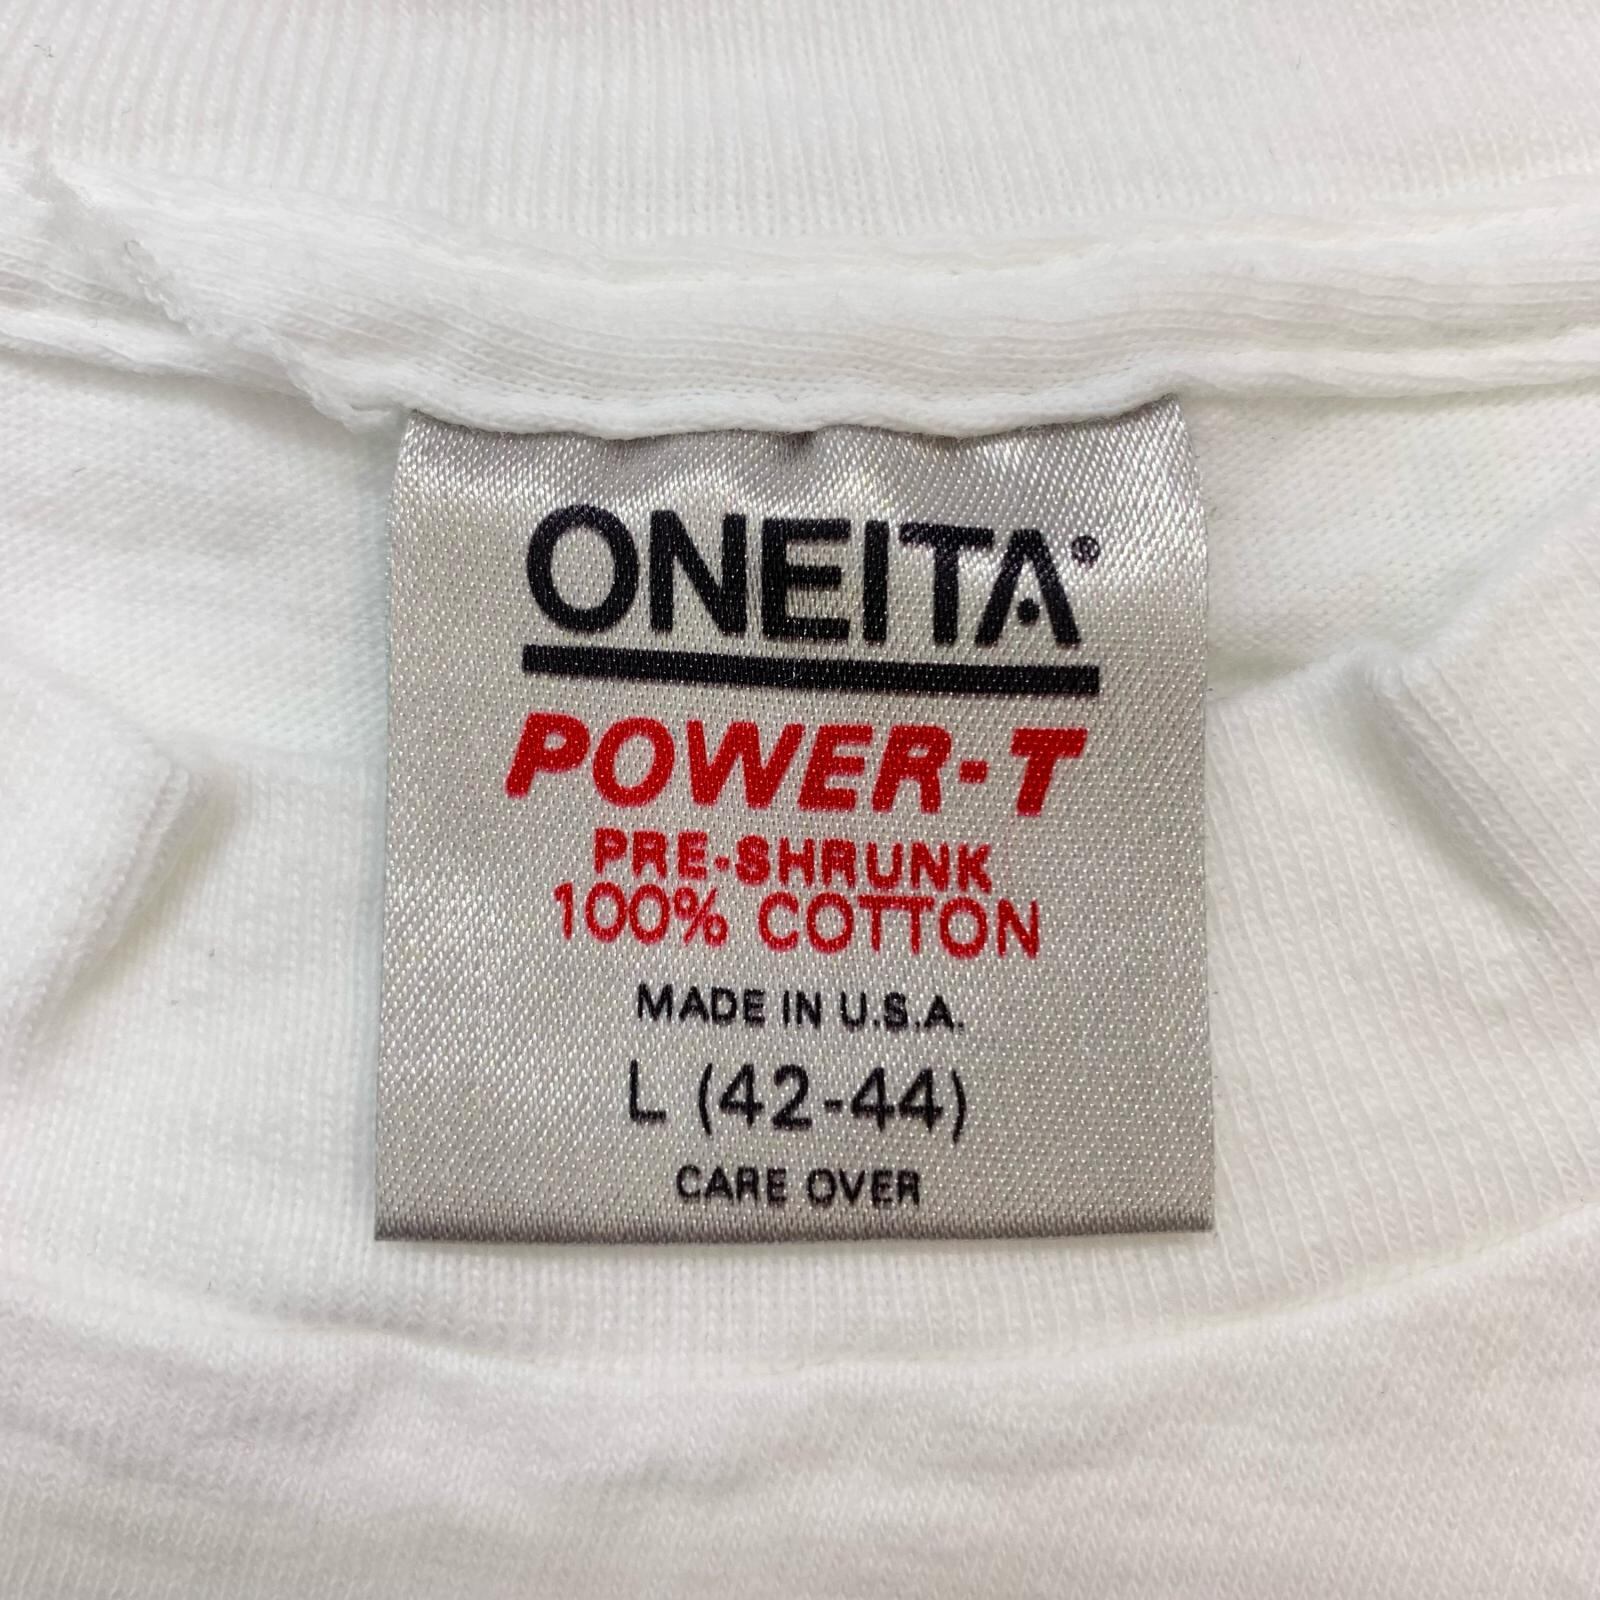 ONEITA®
POWER-T
PRE-SHRUNK
100% COTTON
MADE IN U.S.A.
L (42-44)
CARE OVER